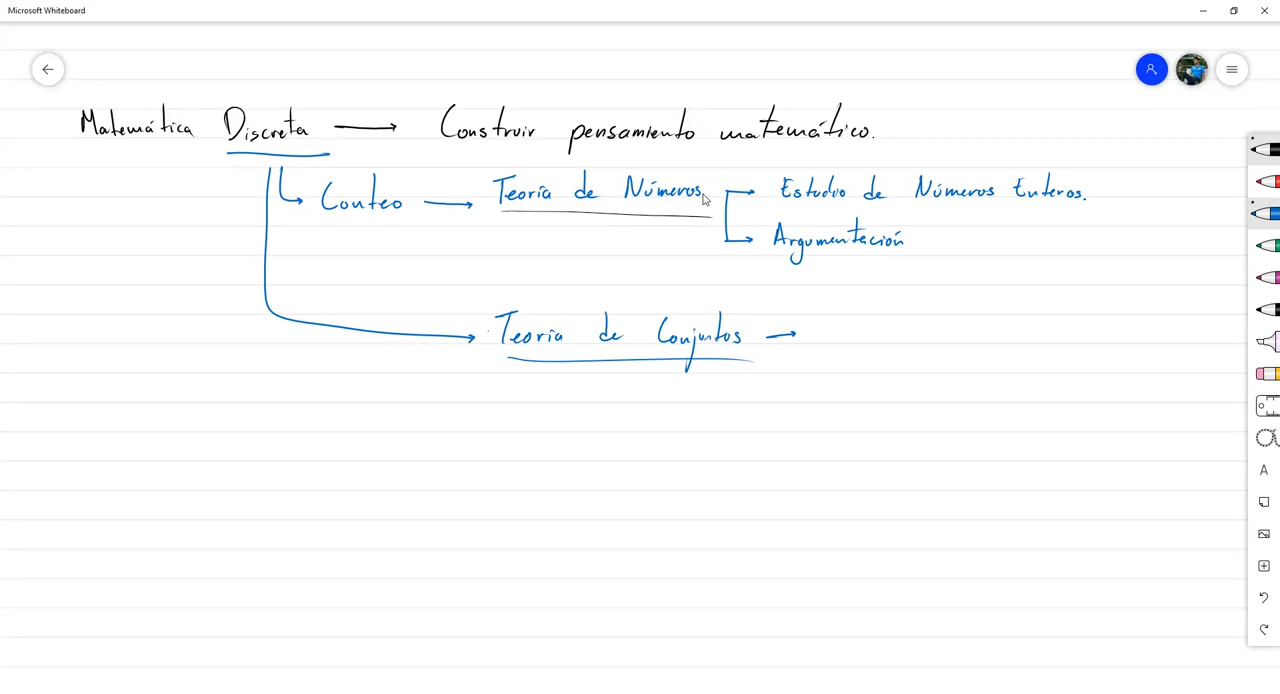 Microsoft Whiteboard
Matemática Discreta → Construir pensamiento matemático.
Conteo → Teoría de Números → Estudio de Números Enteros.
→ Argumentación
Teoría de Conjuntos →
A